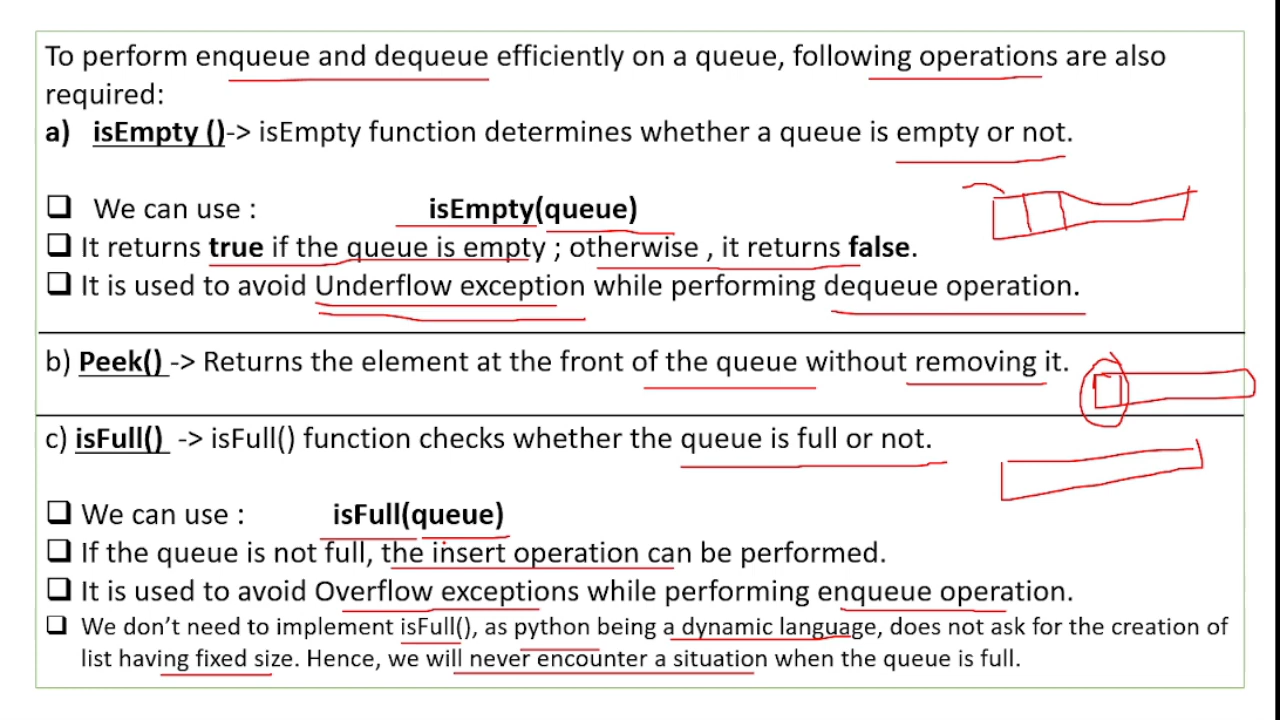 To perform enqueue and dequeue efficiently on a queue, following operations are also
required:
a) isEmpty ()-> isEmpty function determines whether a queue is empty or not.
❑ We can use : isEmpty(queue)
❑ It returns true if the queue is empty ; otherwise , it returns false.
❑ It is used to avoid Underflow exception while performing dequeue operation.
b) Peek() -> Returns the element at the front of the queue without removing it.
c) isFull() -> isFull() function checks whether the queue is full or not.
❑ We can use : isFull(queue)
❑ If the queue is not full, the insert operation can be performed.
❑ It is used to avoid Overflow exceptions while performing enqueue operation.
❑ We don’t need to implement isFull(), as python being a dynamic language, does not ask for the creation of
list having fixed size. Hence, we will never encounter a situation when the queue is full.